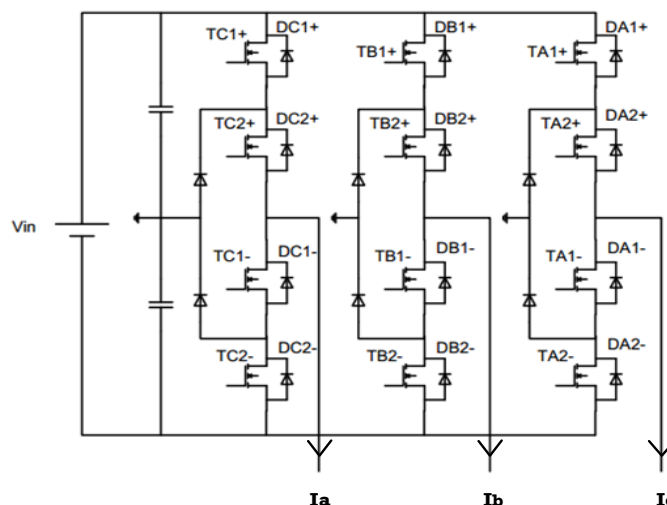 TC1+ DC1+ TB1+ DB1+ TA1+ DA1+
TC2+ DC2+ TB2+ DB2+ TA2+ DA2+
Vin
TC1- DC1- TB1- DB1- TA1- DA1-
TC2- DC2- TB2- DB2- TA2- DA2-
Ia Ib